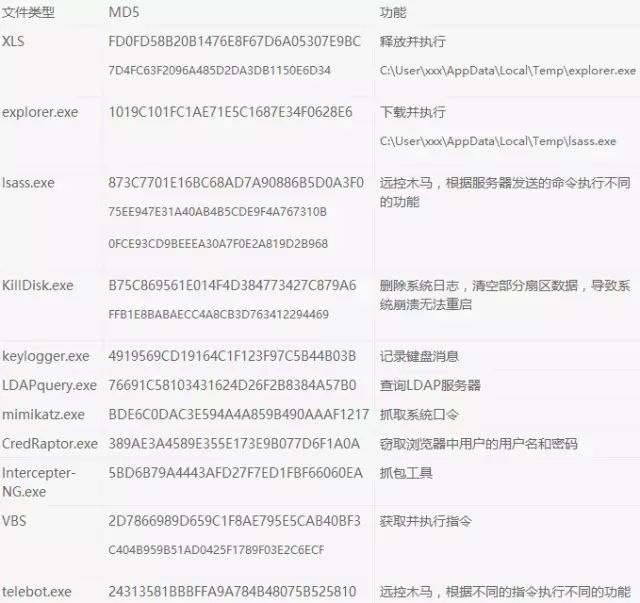 文件类型 MD5 功能
XLS FD0FD58B20B1476E8F67D6A05307E9BC 释放并执行
7D4FC63F2096A485D2DA3DB1150E6D34 C:\User\xxx\AppData\Local\Temp\explorer.exe
explorer.exe 1019C101FC1AE71E5C1687E34F0628E6 下载并执行
C:\User\xxx\AppData\Local\Temp\lsass.exe
lsass.exe 873C7701E16BC68AD7A90886B5D0A3F0 远控木马，根据服务器发送的命令执行不同
75EE947E31A40AB4B5CDE9F4A767310B 的功能
0FCE93CD9BEEEA30A7F0E2A819D2B968
KillDisk.exe B75C869561E014F4D384773427C879A6 删除系统日志，清空部分扇区数据，导致系
FFB1E8BABAECC4A8CB3D763412294469 统崩溃无法重启
keylogger.exe 4919569CD19164C1F123F97C5B44B03B 记录键盘消息
LDAPquery.exe 76691C58103431624D26F2B8384A57B0 查询LDAP服务器
mimikatz.exe BDE6C0DAC3E594A4A859B490AAAF1217 抓取系统口令
CredRaptor.exe 389AE3A4589E355E173E9B077D6F1A0A 窃取浏览器中用户的用户名和密码
Intercepter- 5BD6B79A4443AFD27F7ED1FBF66060EA 抓包工具
NG.exe
VBS 2D7866989D659C1F8AE795E5CAB40BF3 获取并执行指令
C404B959B51AD0425F1789F03E2C6ECF
telebot.exe 24313581BBBFFA9A784B48075B525810 远控木马，根据不同的指令执行不同的功能